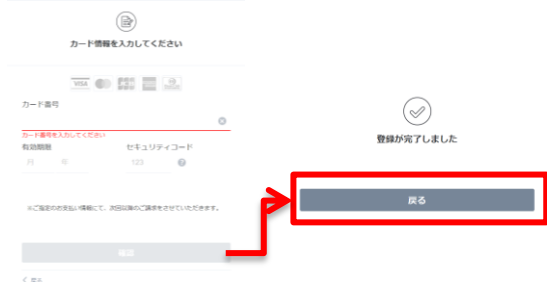 カード情報を入力してください
VISA
カード番号
カード番号を入力してください
有効期限 セキュリティコード
月 年 123
※ご指定のお支払い情報にて、次回以降のご請求をさせていただきます。
確認
く 戻る
登録が完了しました
戻る